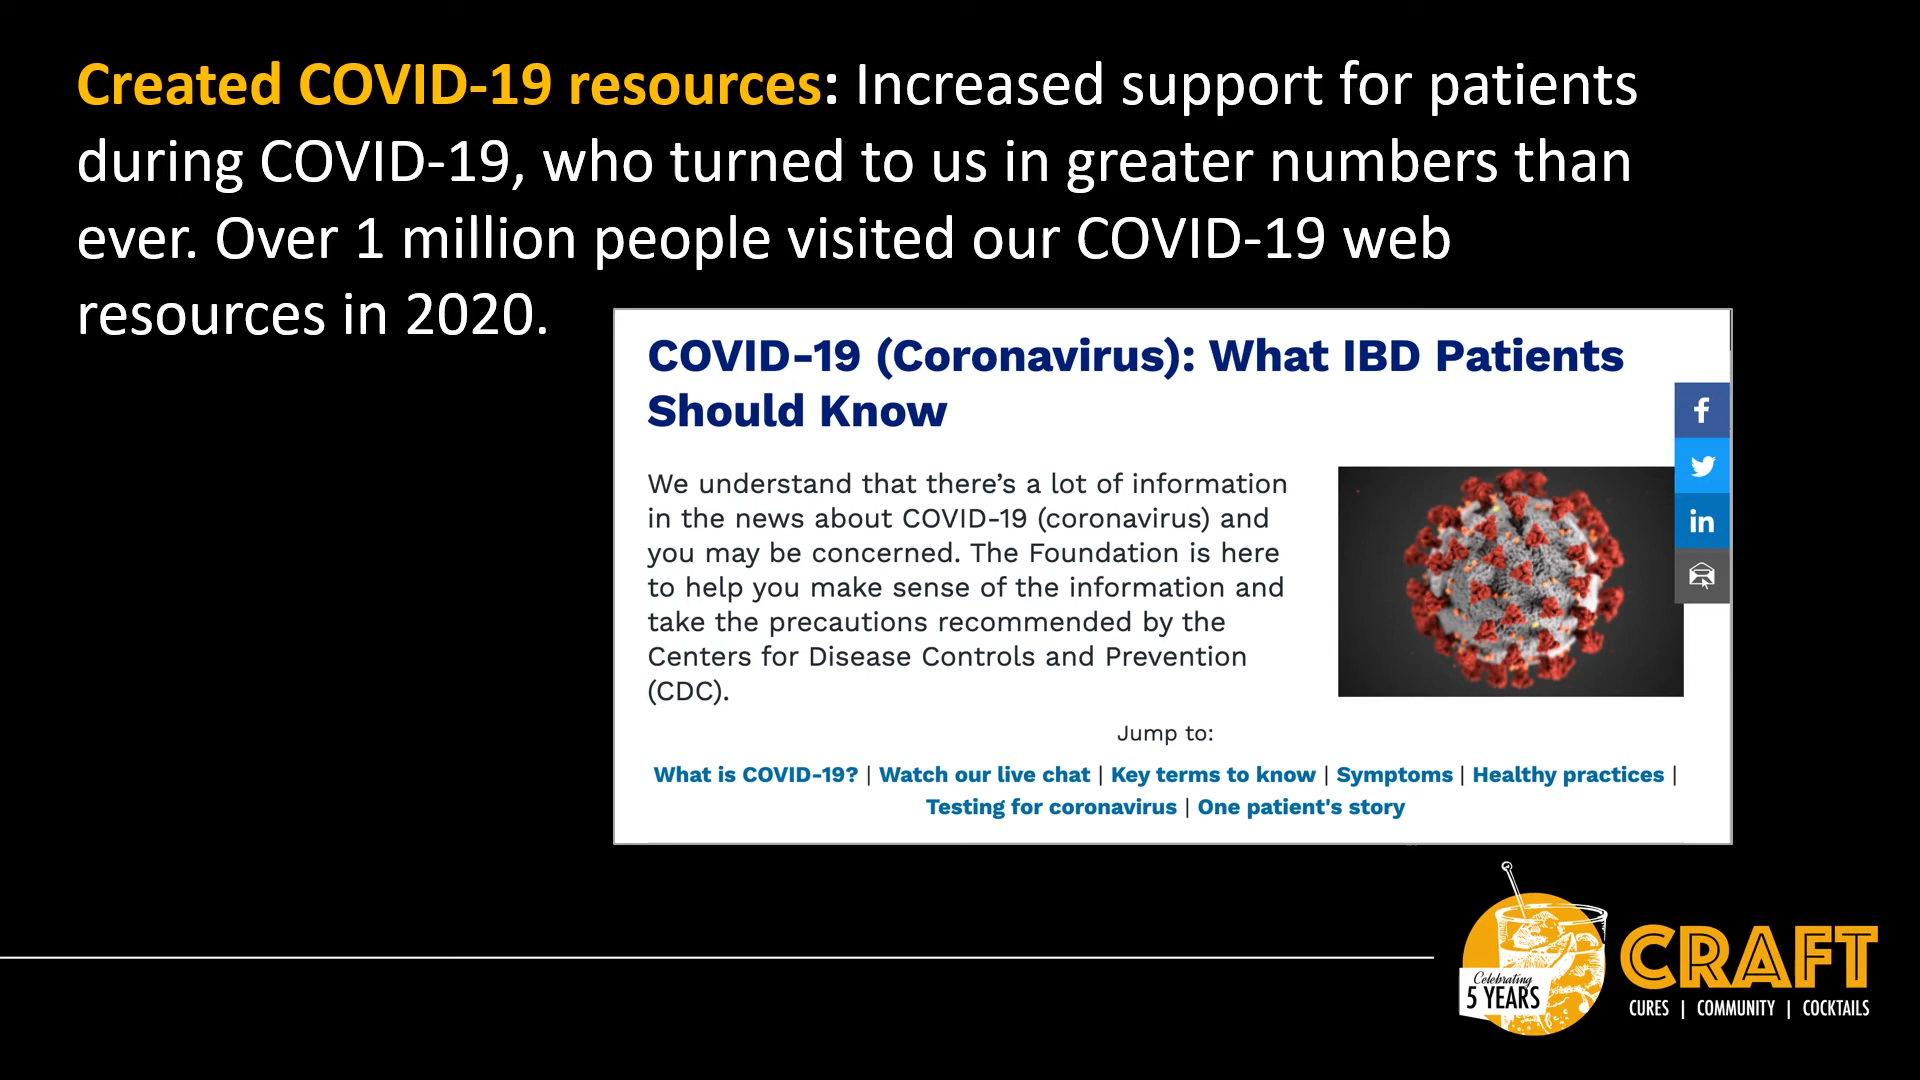 Created COVID-19 resources: Increased support for patients
during COVID-19, who turned to us in greater numbers than
ever. Over 1 million people visited our COVID-19 web
resources in 2020.
COVID-19 (Coronavirus): What IBD Patients
Should Know
We understand that there’s a lot of information
in the news about COVID-19 (coronavirus) and
you may be concerned. The Foundation is here
to help you make sense of the information and
take the precautions recommended by the
Centers for Disease Controls and Prevention
(CDC).
Jump to:
What is COVID-19? | Watch our live chat | Key terms to know | Symptoms | Healthy practices |
Testing for coronavirus | One patient's story
Celebrating
5 YEARS
CRAFT
CURES | COMMUNITY | COCKTAILS